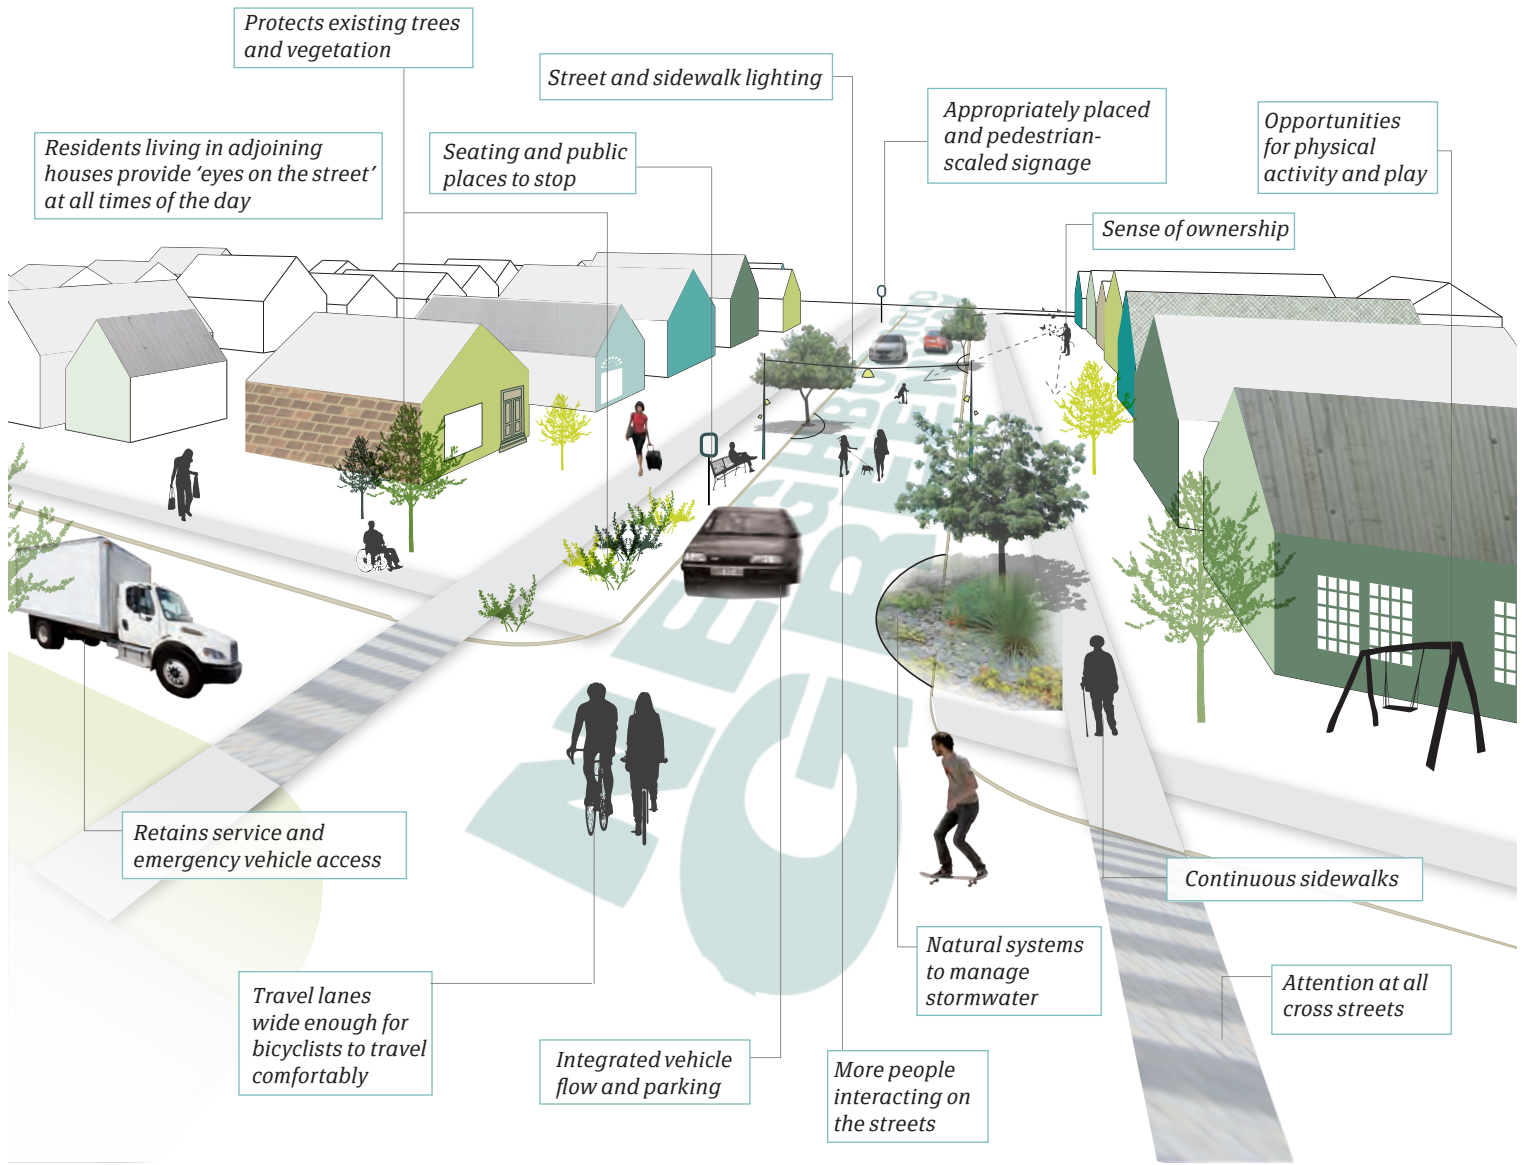 Protects existing trees
and vegetation
Street and sidewalk lighting
Appropriately placed
and pedestrian-
scaled signage
Opportunities
for physical
activity and play
Residents living in adjoining
houses provide ‘eyes on the street’
at all times of the day
Seating and public
places to stop
Sense of ownership
NEIGHBORHOOD
GREENWAY
Retains service and
emergency vehicle access
Continuous sidewalks
Natural systems
to manage
stormwater
Attention at all
cross streets
Travel lanes
wide enough for
bicyclists to travel
comfortably
Integrated vehicle
flow and parking
More people
interacting on
the streets